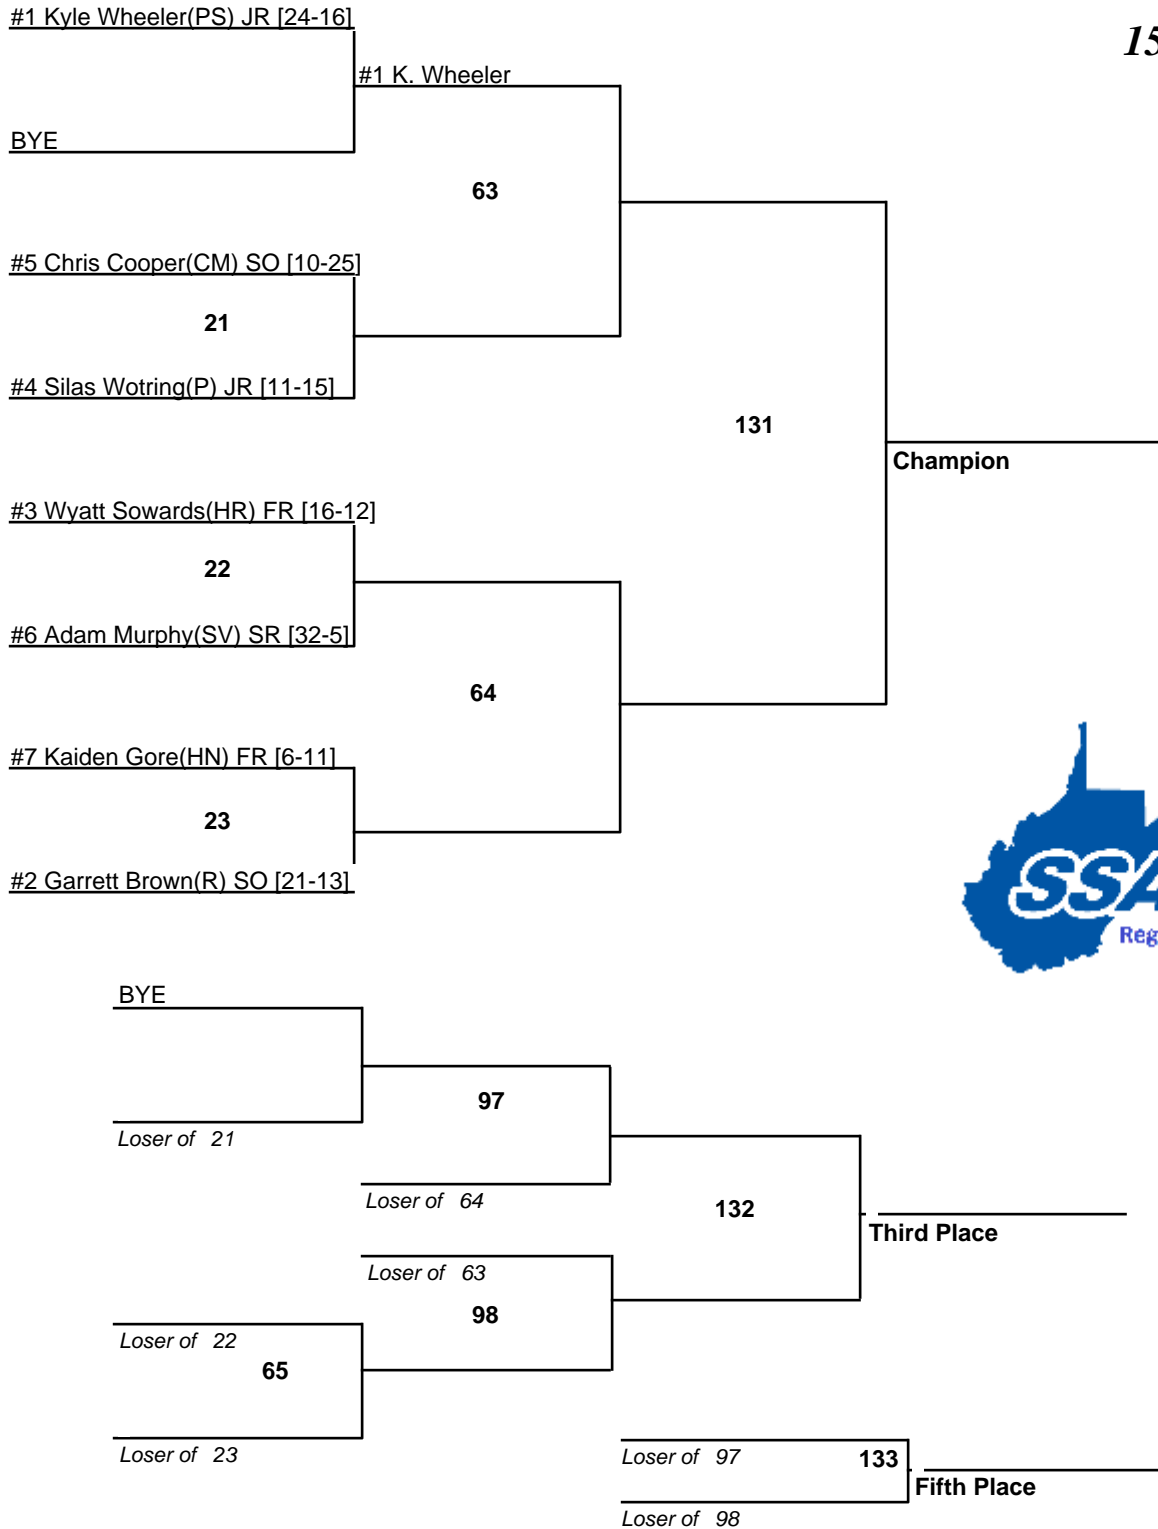 #1 Kyle Wheeler(PS) JR [24-16]
15
#1 K. Wheeler
BYE
63
#5 Chris Cooper(CM) SO [10-25]
21
#4 Silas Wotring(P) JR [11-15]
131
Champion
#3 Wyatt Sowards(HR) FR [16-12]
22
#6 Adam Murphy(SV) SR [32-5]
64
#7 Kaiden Gore(HN) FR [6-11]
23
#2 Garrett Brown(R) SO [21-13]
SSA
Reg
BYE
97
Loser of 21
Loser of 64
132
Third Place
Loser of 63
98
Loser of 22
65
Loser of 23
Loser of 97
133
Fifth Place
Loser of 98